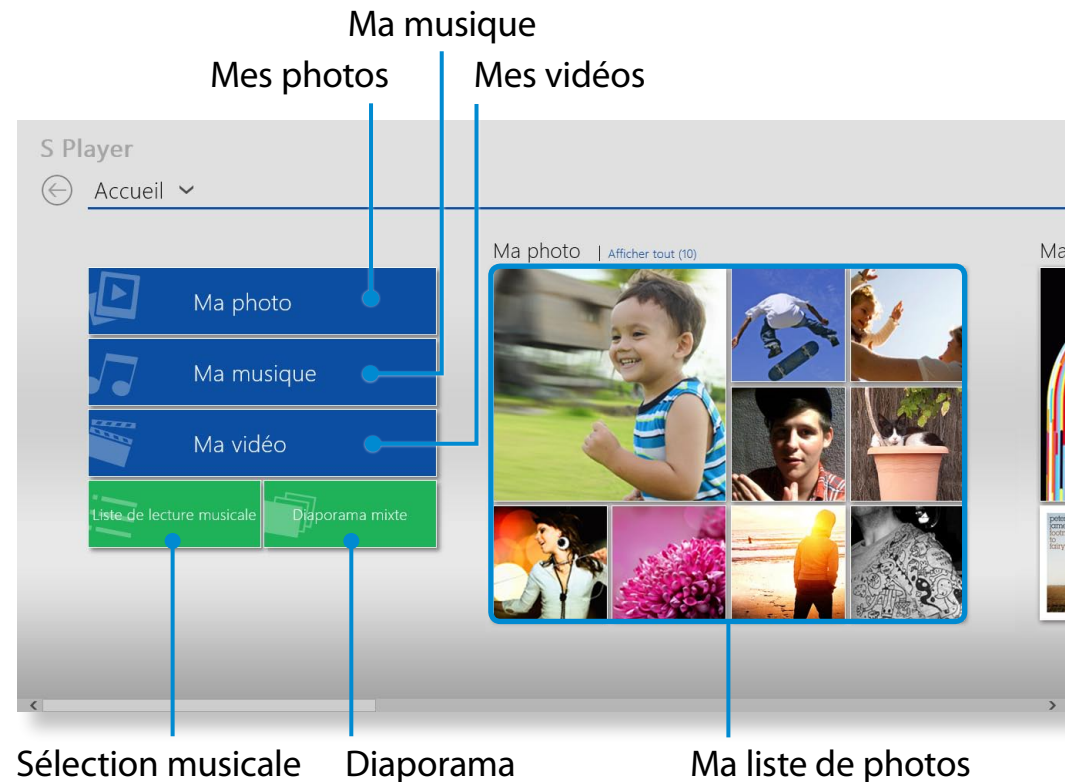 Ma musique
Mes photos
Mes vidéos
S Player
Accueil
Ma photo | Afficher tout (10)
Ma
Ma photo
Ma musique
Ma vidéo
Liste de lecture musicale
Diaporama mixte
Sélection musicale
Diaporama
Ma liste de photos